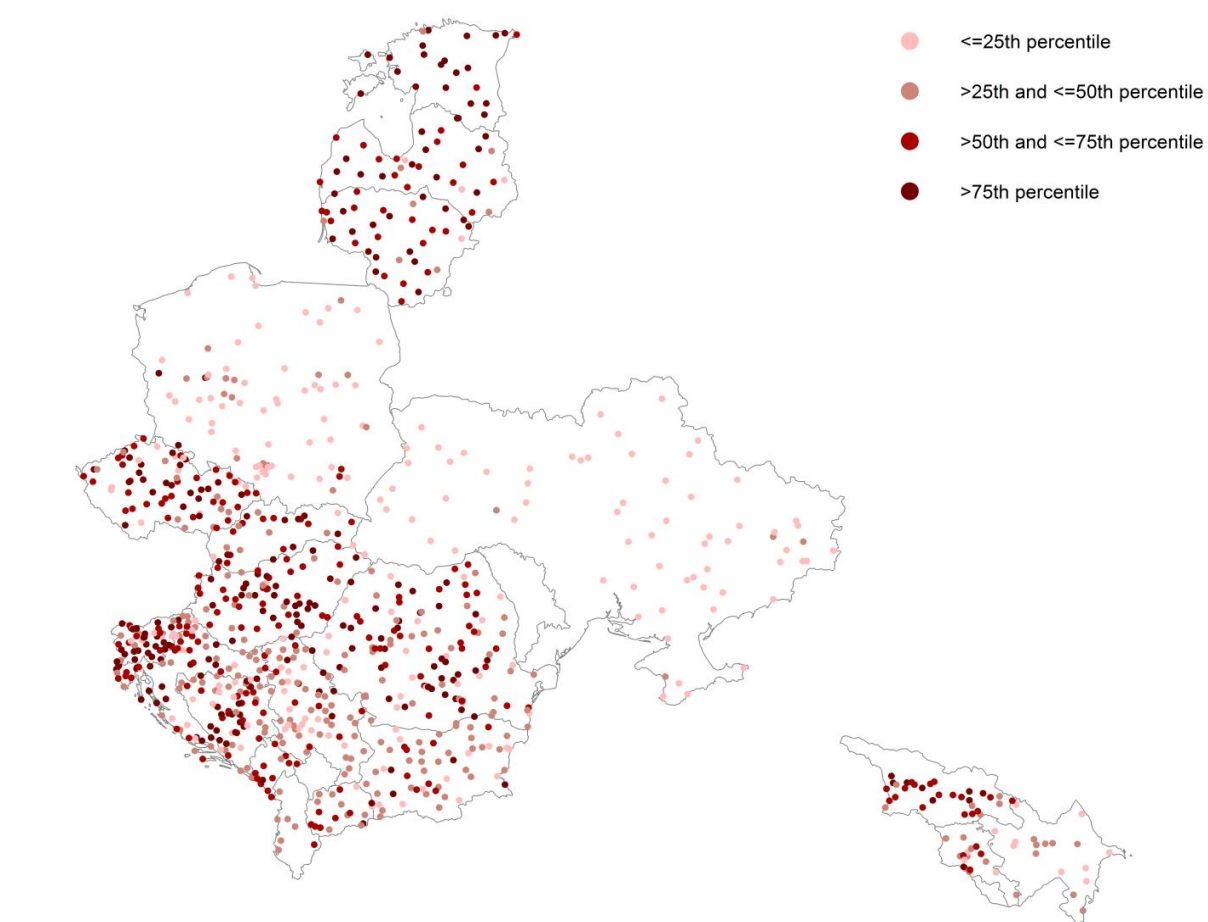 <=25th percentile
>25th and <=50th percentile
>50th and <=75th percentile
>75th percentile